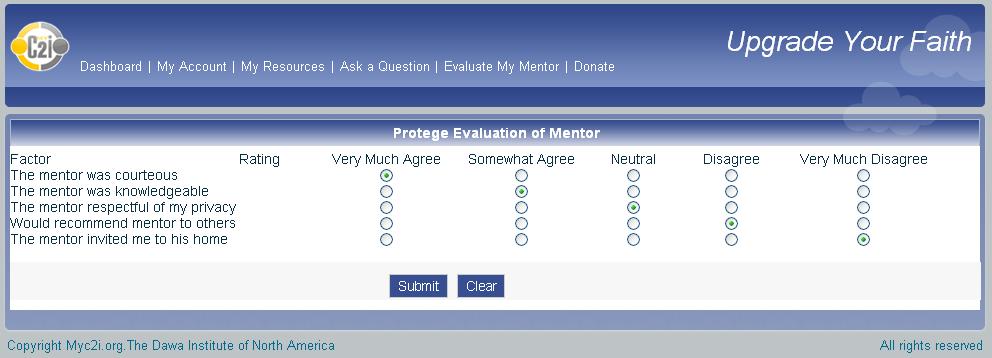 C2i
Upgrade Your Faith
Dashboard | My Account | My Resources | Ask a Question | Evaluate My Mentor | Donate
Protege Evaluation of Mentor
Factor Rating Very Much Agree Somewhat Agree Neutral Disagree Very Much Disagree
The mentor was courteous
The mentor was knowledgeable
The mentor respectful of my privacy
Would recommend mentor to others
The mentor invited me to his home
Submit Clear
Copyright Myc2i.org.The Dawa Institute of North America All rights reserved